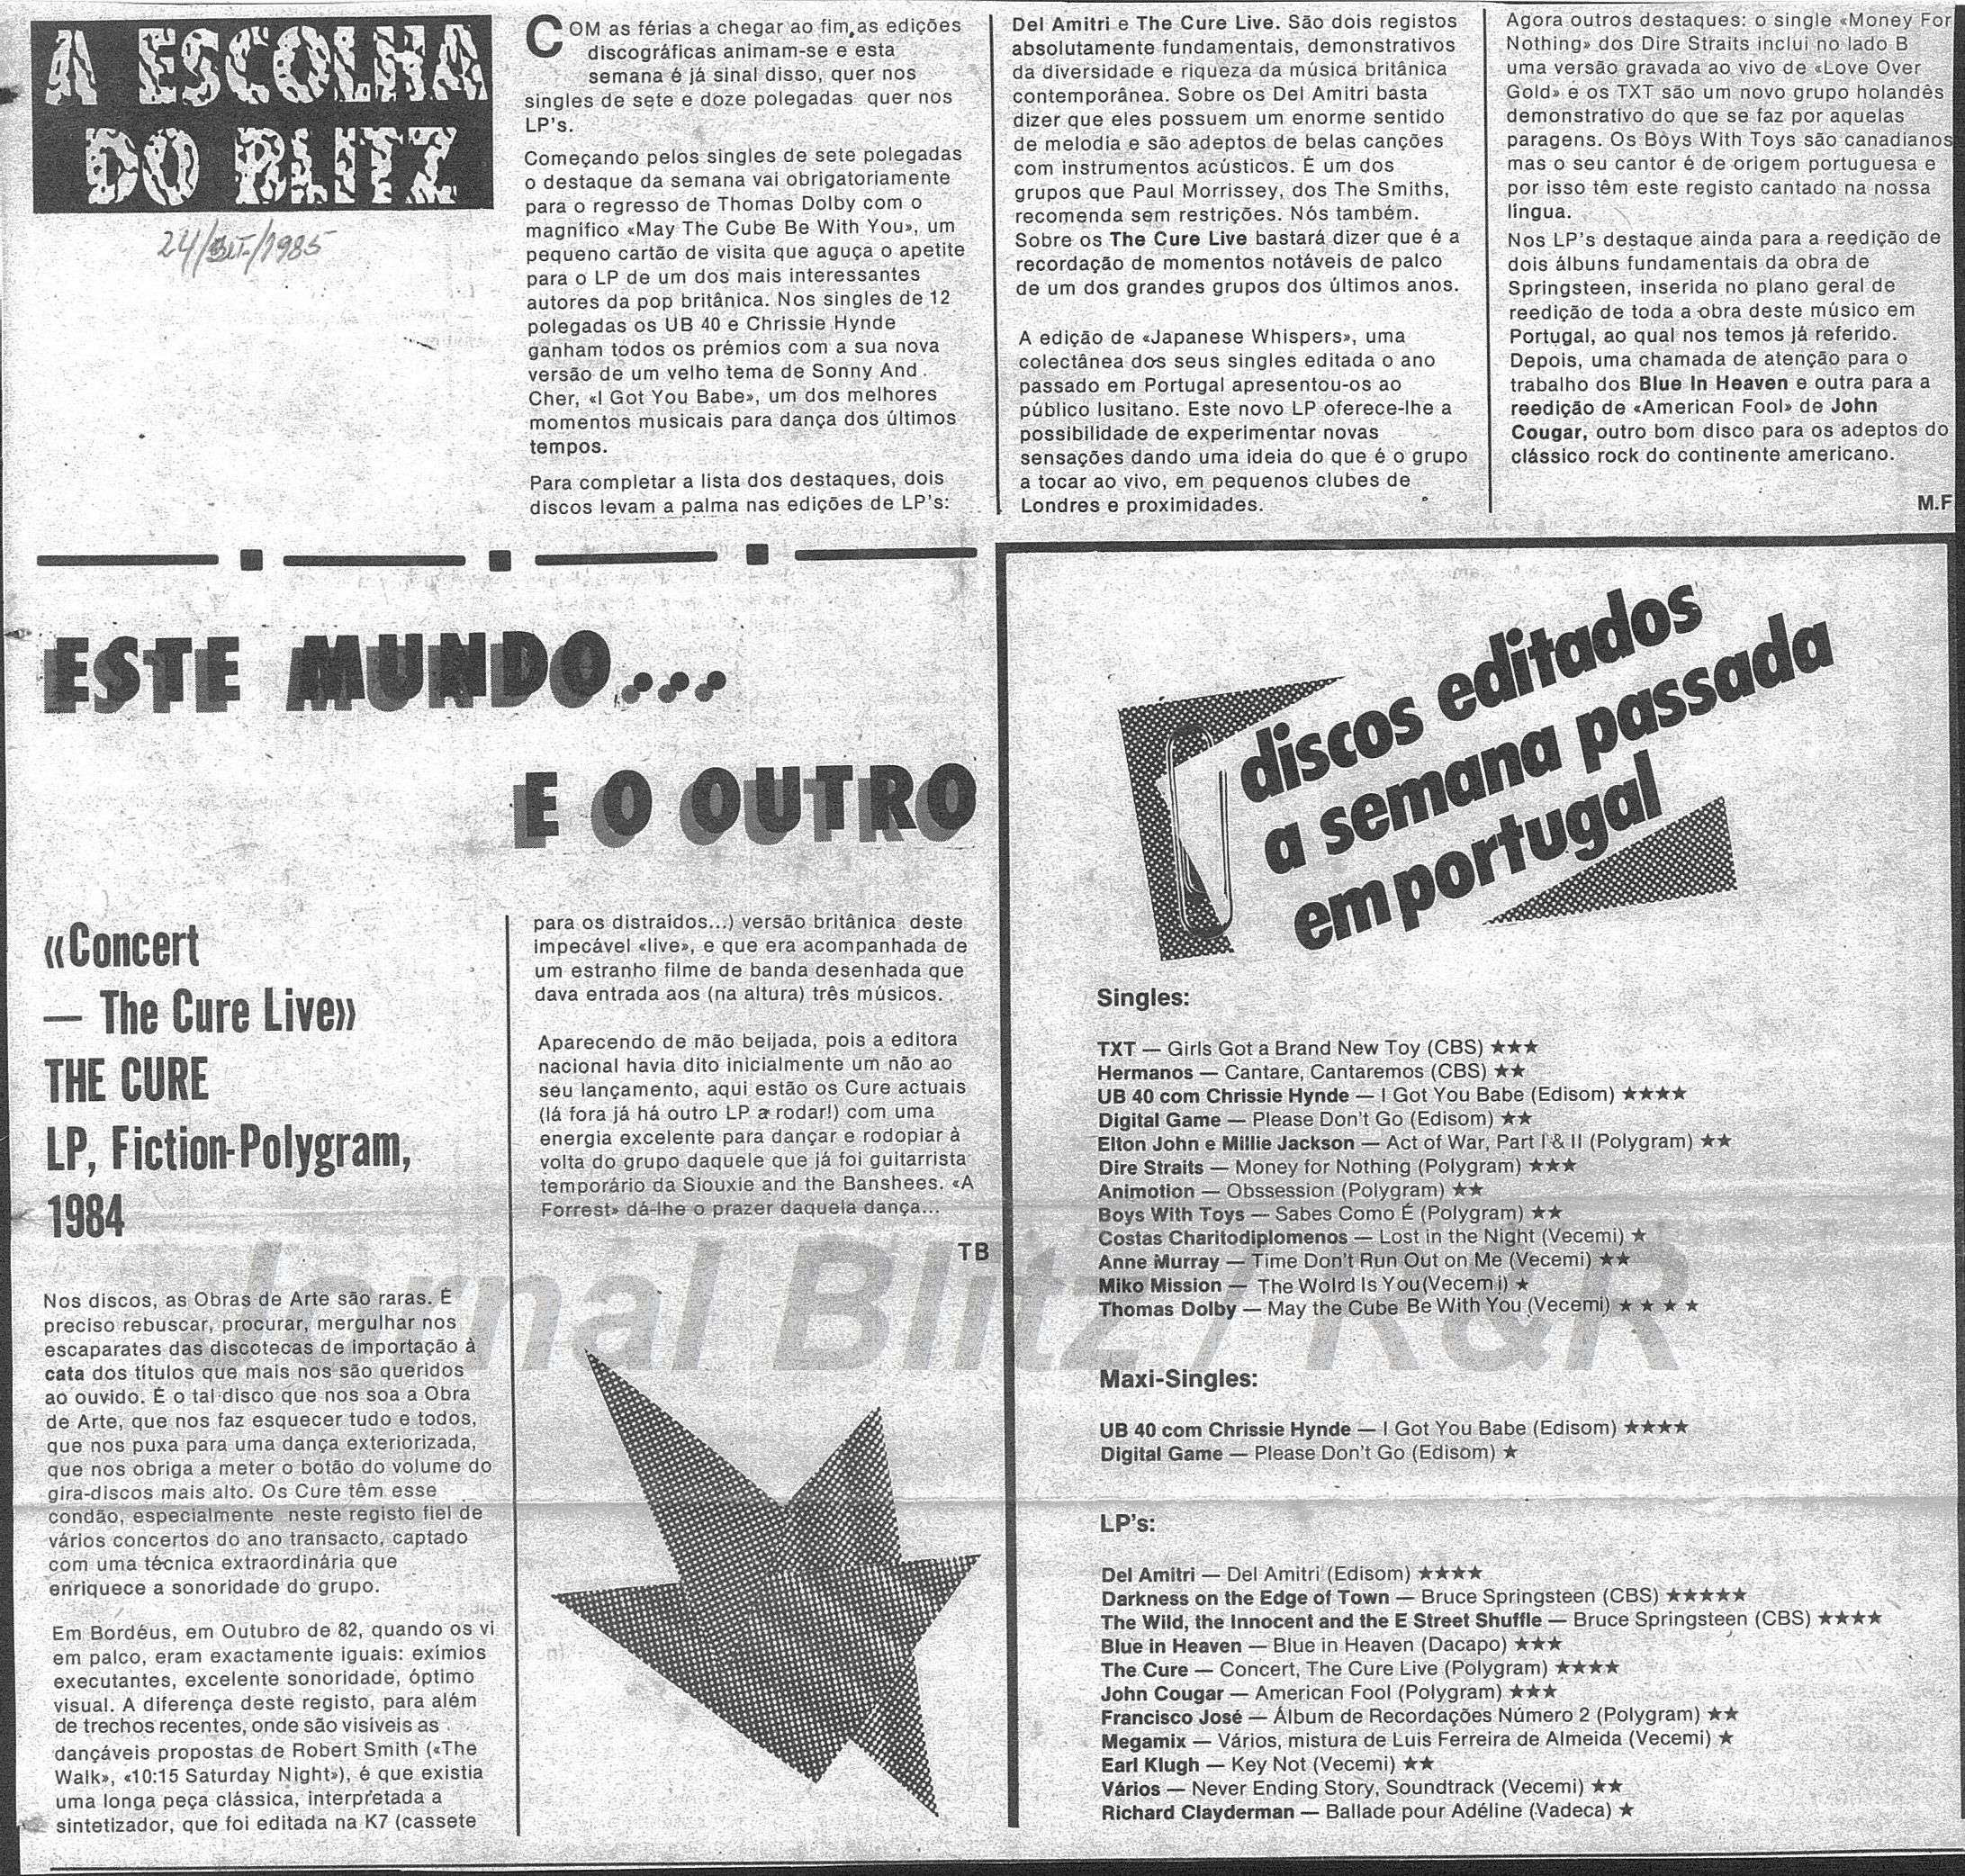 A ESCOLHA
DO BLITZ
24/SET./1985
COM as férias a chegar ao fim, as edições
discográficas animam-se e esta
semana é já sinal disso, quer nos
singles de sete e doze polegadas quer nos
LP's.
Começando pelos singles de sete polegadas
o destaque da semana vai obrigatoriamente
para o regresso de Thomas Dolby com o
magnífico «May The Cube Be With You», um
pequeno cartão de visita que aguça o apetite
para o LP de um dos mais interessantes
autores da pop britânica. Nos singles de 12
polegadas os UB 40 e Chrissie Hynde
ganham todos os prémios com a sua nova
versão de um velho tema de Sonny And
Cher, «I Got You Babe», um dos melhores
momentos musicais para dança dos últimos
tempos.
Para completar a lista dos destaques, dois
discos levam a palma nas edições de LP's:
Del Amitri e The Cure Live. São dois registos
absolutamente fundamentais, demonstrativos
da diversidade e riqueza da música britânica
contemporânea. Sobre os Del Amitri basta
dizer que eles possuem um enorme sentido
de melodia e são adeptos de belas canções
com instrumentos acústicos. É um dos
grupos que Paul Morrissey, dos The Smiths,
recomenda sem restrições. Nós também.
Sobre os The Cure Live bastará dizer que é a
recordação de momentos notáveis de palco
de um dos grandes grupos dos últimos anos.
A edição de «Japanese Whispers», uma
colectânea dos seus singles editada o ano
passado em Portugal apresentou-os ao
público lusitano. Este novo LP oferece-lhe a
possibilidade de experimentar novas
sensações dando uma ideia do que é o grupo
a tocar ao vivo, em pequenos clubes de
Londres e proximidades.
Agora outros destaques: o single «Money For
Nothing» dos Dire Straits inclui no lado B
uma versão gravada ao vivo de «Love Over
Gold» e os TXT são um novo grupo holandês
demonstrativo do que se faz por aquelas
paragens. Os Boys With Toys são canadianos
mas o seu cantor é de origem portuguesa e
por isso têm este registo cantado na nossa
língua.
Nos LP's destaque ainda para a reedição de
dois álbuns fundamentais da obra de
Springsteen, inserida no plano geral de
reedição de toda a obra deste músico em
Portugal, ao qual nos temos já referido.
Depois, uma chamada de atenção para o
trabalho dos Blue In Heaven e outra para a
reedição de «American Fool» de John
Cougar, outro bom disco para os adeptos do
clássico rock do continente americano.
M.F
ESTE MUNDO...
E O OUTRO
«Concert
— The Cure Live»
THE CURE
LP, Fiction-Polygram,
1984
Nos discos, as Obras de Arte são raras. É
preciso rebuscar, procurar, mergulhar nos
escaparates das discotecas de importação à
cata dos títulos que mais nos são queridos
ao ouvido. É o tal disco que nos soa a Obra
de Arte, que nos faz esquecer tudo e todos,
que nos puxa para uma dança exteriorizada,
que nos obriga a meter o botão do volume do
gira-discos mais alto. Os Cure têm esse
condão, especialmente neste registo fiel de
vários concertos do ano transacto, captado
com uma técnica extraordinária que
enriquece a sonoridade do grupo.
Em Bordéus, em Outubro de 82, quando os vi
em palco, eram exactamente iguais: exímios
executantes, excelente sonoridade, óptimo
visual. A diferença deste registo, para além
de trechos recentes, onde são visíveis as
dançáveis propostas de Robert Smith («The
Walk», «10:15 Saturday Night»), é que existia
uma longa peça clássica, interpretada a
sintetizador, que foi editada na K7 (cassete
para os distraídos...) versão britânica deste
impecável «live», e que era acompanhada de
um estranho filme de banda desenhada que
dava entrada aos (na altura) três músicos.
Aparecendo de mão beijada, pois a editora
nacional havia dito inicialmente um não ao
seu lançamento, aqui estão os Cure actuais
(lá fora já há outro LP a rodar!) com uma
energia excelente para dançar e rodopiar à
volta do grupo daquele que já foi guitarrista
temporário da Siouxie and the Banshees. «A
Forrest» dá-lhe o prazer daquela dança...
TB
discos editados
a semana passada
em portugal
Singles:
TXT — Girls Got a Brand New Toy (CBS) ★★★
Hermanos — Cantare, Cantaremos (CBS) ★★
UB 40 com Chrissie Hynde — I Got You Babe (Edisom) ★★★★
Digital Game — Please Don't Go (Edisom) ★★
Elton John e Millie Jackson — Act of War, Part I & II (Polygram) ★★
Dire Straits — Money for Nothing (Polygram) ★★★
Animotion — Obssession (Polygram) ★★
Boys With Toys — Sabes Como É (Polygram) ★★
Costas Charitodiplomenos — Lost in the Night (Vecemi) ★
Anne Murray — Time Don't Run Out on Me (Vecemi) ★★
Miko Mission — The Wolrd Is You (Vecemi) ★
Thomas Dolby — May the Cube Be With You (Vecemi) ★★★★
Maxi-Singles:
UB 40 com Chrissie Hynde — I Got You Babe (Edisom) ★★★★
Digital Game — Please Don't Go (Edisom) ★
LP's:
Del Amitri — Del Amitri (Edisom) ★★★★
Darkness on the Edge of Town — Bruce Springsteen (CBS) ★★★★★
The Wild, the Innocent and the E Street Shuffle — Bruce Springsteen (CBS) ★★★★
Blue in Heaven — Blue in Heaven (Dacapo) ★★★
The Cure — Concert, The Cure Live (Polygram) ★★★★
John Cougar — American Fool (Polygram) ★★★
Francisco José — Álbum de Recordações Número 2 (Polygram) ★★
Megamix — Vários, mistura de Luis Ferreira de Almeida (Vecemi) ★
Earl Klugh — Key Not (Vecemi) ★★
Vários — Never Ending Story, Soundtrack (Vecemi) ★★
Richard Clayderman — Ballade pour Adéline (Vadeca) ★
Jornal Blitz / R&R